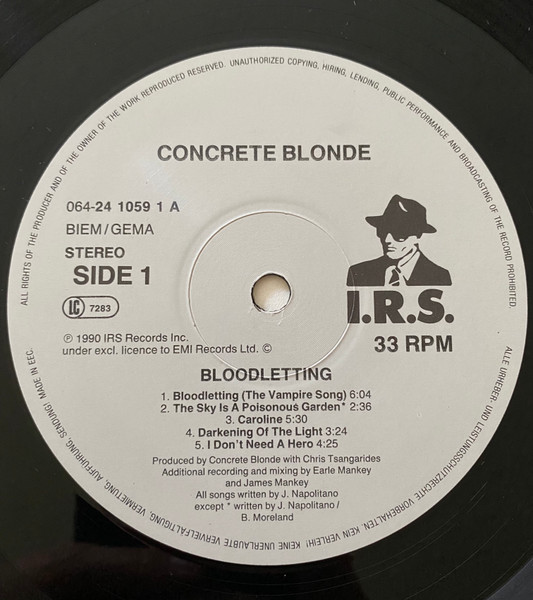 ALL RIGHTS OF THE PRODUCER AND OF THE OWNER OF THE WORK REPRODUCED RESERVED. UNAUTHORIZED COPYING, HIRING, LENDING, PUBLIC PERFORMANCE AND BROADCASTING OF THE RECORD PROHIBITED.
CONCRETE BLONDE
064-24 1059 1 A
BIEM/GEMA
STEREO
SIDE 1
LC 7283
I.R.S.
33 RPM
℗ 1990 IRS Records Inc.
under excl. licence to EMI Records Ltd. ©
BLOODLETTING
1. Bloodletting (The Vampire Song) 6:04
2. The Sky Is A Poisonous Garden* 2:36
3. Caroline 5:30
4. Darkening Of The Light 3:24
5. I Don't Need A Hero 4:25
Produced by Concrete Blonde with Chris Tsangarides
Additional recording and mixing by Earle Mankey
and James Mankey
All songs written by J. Napolitano
except * written by J. Napolitano/
B. Moreland
ALLE URHEBER- UND LEISTUNGSSCHUTZRECHTE VORBEHALTEN. KEIN VERLEIH! KEINE UNERLAUBTE VERVIELFÄLTIGUNG, VERMIETUNG, AUFFÜHRUNG, SENDUNG! MADE IN EEC.